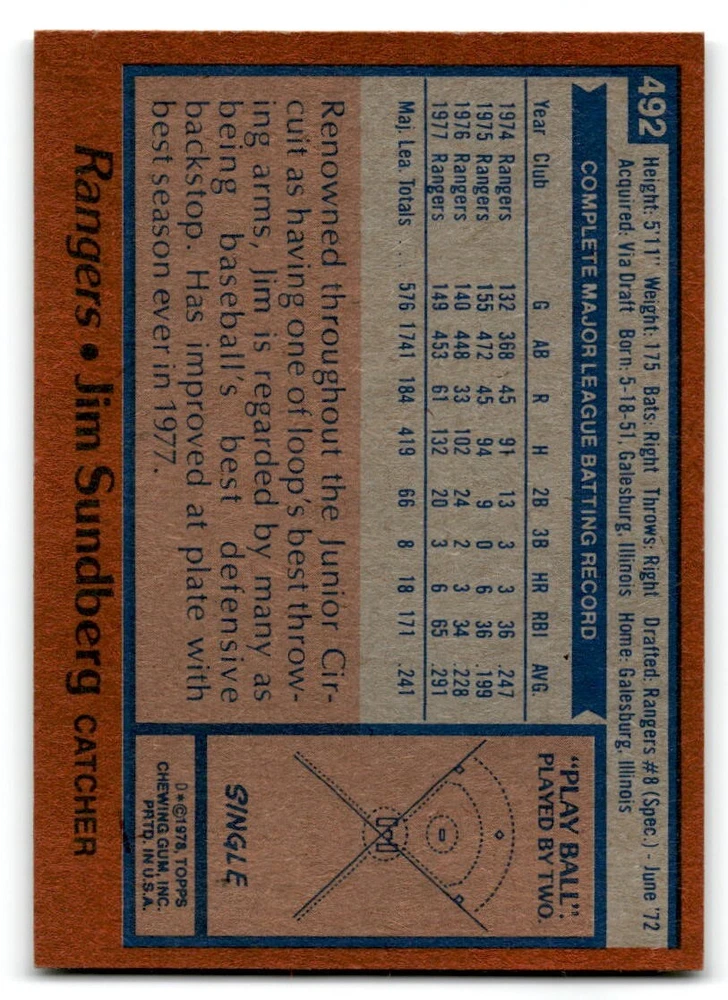 492
Height: 5'11" Weight: 175 Bats: Right Throws: Right Drafted: Rangers #8 (Spec.) - June '72
Acquired: Via Draft Born: 5-18-51, Galesburg, Illinois Home: Galesburg, Illinois
COMPLETE MAJOR LEAGUE BATTING RECORD
Year Club G AB R H 2B 3B HR RBI AVG.
1974 Rangers 132 368 45 91 13 3 3 36 .247
1975 Rangers 155 472 45 94 9 0 6 36 .199
1976 Rangers 140 448 33 102 24 2 3 34 .228
1977 Rangers 149 453 61 132 20 3 6 65 .291
Maj. Lea. Totals 576 1741 184 419 66 8 18 171 .241
Renowned throughout the Junior Cir-
cuit as having one of loop's best throw-
ing arms, Jim is regarded by many as
being baseball's best defensive
backstop. Has improved at plate with
best season ever in 1977.
"PLAY BALL"
PLAYED BY TWO.
SINGLE
D*©1978, TOPPS
CHEWING GUM, INC.
PRTD. IN U.S.A.
Rangers • Jim Sundberg CATCHER